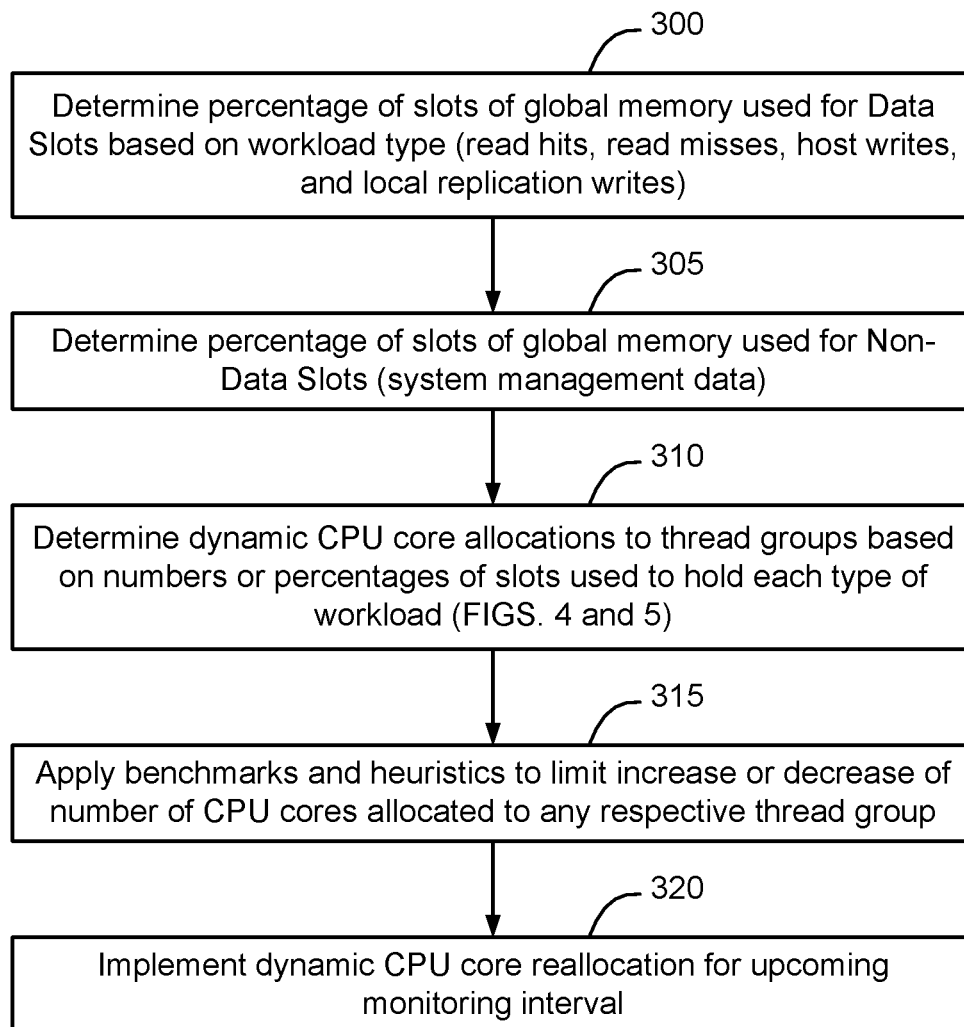 300
Determine percentage of slots of global memory used for Data
Slots based on workload type (read hits, read misses, host writes,
and local replication writes)
305
Determine percentage of slots of global memory used for Non-
Data Slots (system management data)
310
Determine dynamic CPU core allocations to thread groups based
on numbers or percentages of slots used to hold each type of
workload (FIGS. 4 and 5)
315
Apply benchmarks and heuristics to limit increase or decrease of
number of CPU cores allocated to any respective thread group
320
Implement dynamic CPU core reallocation for upcoming
monitoring interval